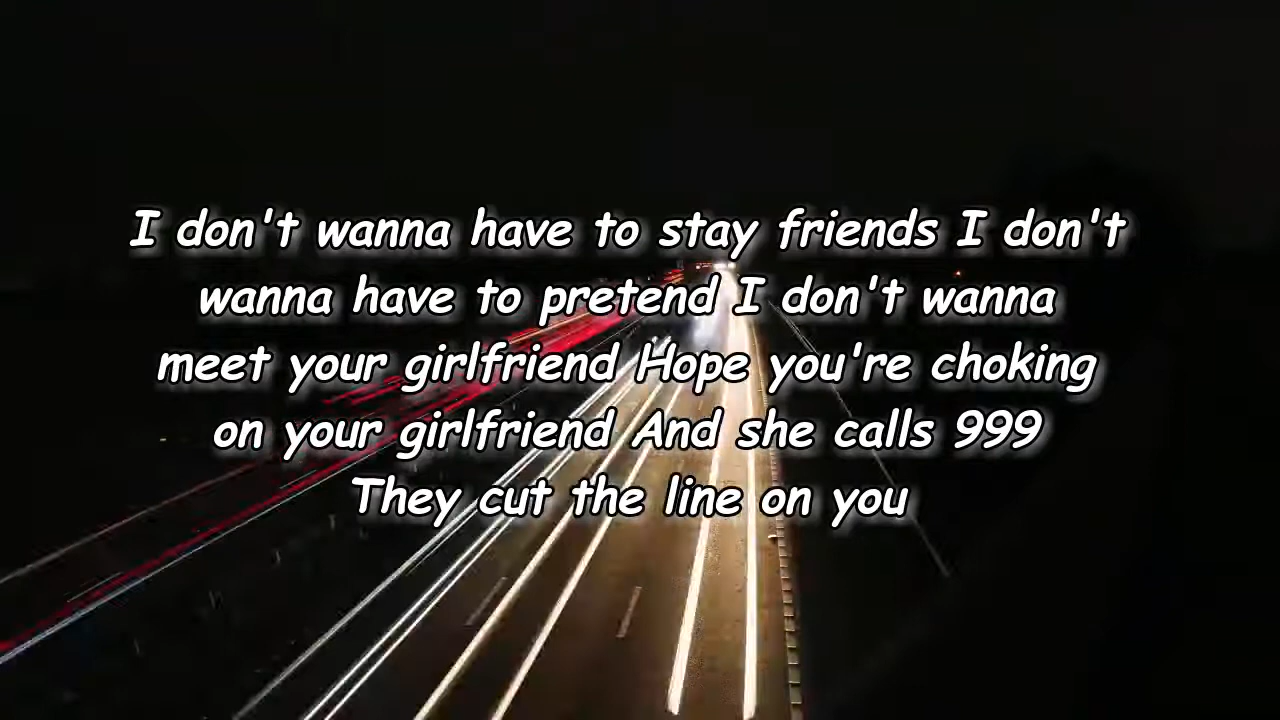 I don't wanna have to stay friends I don't
wanna have to pretend I don't wanna
meet your girlfriend Hope you're choking
on your girlfriend And she calls 999
They cut the line on you